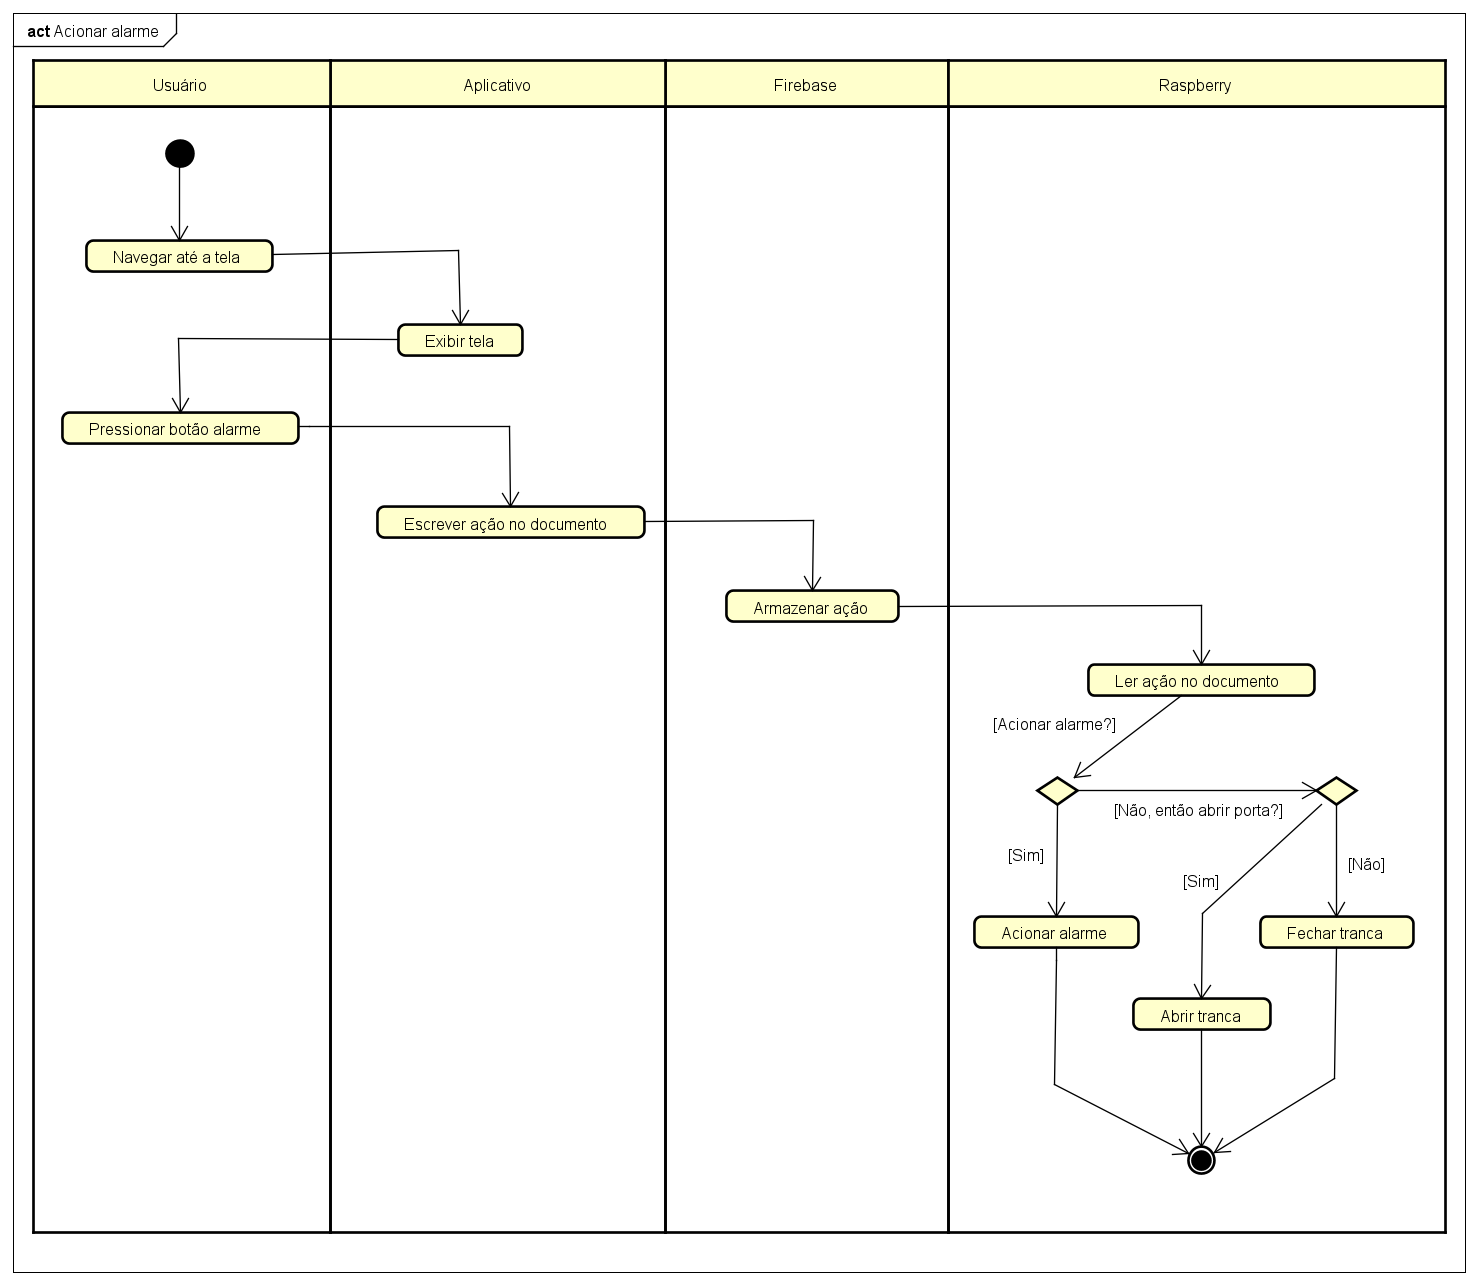 act Acionar alarme
Usuário
Aplicativo
Firebase
Raspberry
Navegar até a tela
Exibir tela
Pressionar botão alarme
Escrever ação no documento
Armazenar ação
Ler ação no documento
[Acionar alarme?]
[Não, então abrir porta?]
[Sim]
[Não]
[Sim]
Acionar alarme
Fechar tranca
Abrir tranca